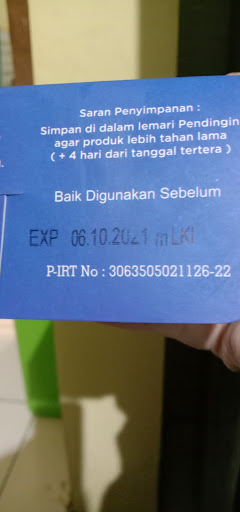 Saran Penyimpanan :
Simpan di dalam lemari Pendingin
agar produk lebih tahan lama
( + 4 hari dari tanggal tertera )
Baik Digunakan Sebelum
EXP 06.10.2021 m LKI
P-IRT No : 3063505021126-22